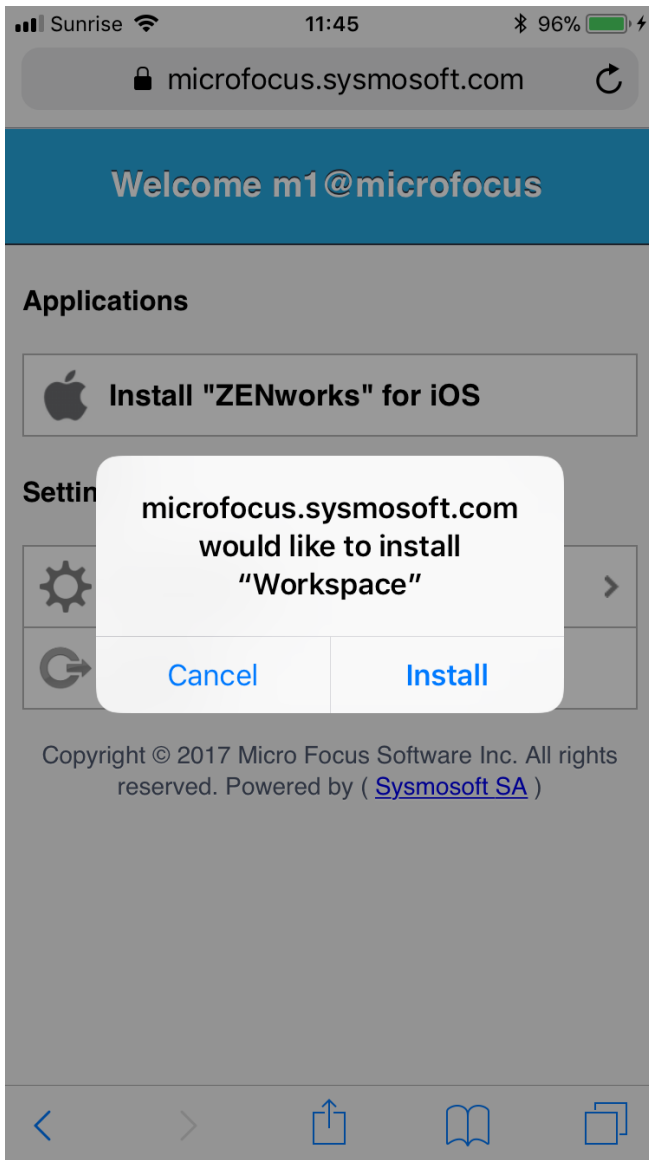 Sunrise 11:45 96%
microfocus.sysmosoft.com
Welcome m1@microfocus
Applications
Install "ZENworks" for iOS
Settin
microfocus.sysmosoft.com
would like to install
“Workspace”
Cancel Install
Copyright © 2017 Micro Focus Software Inc. All rights
reserved. Powered by ( Sysmosoft SA )